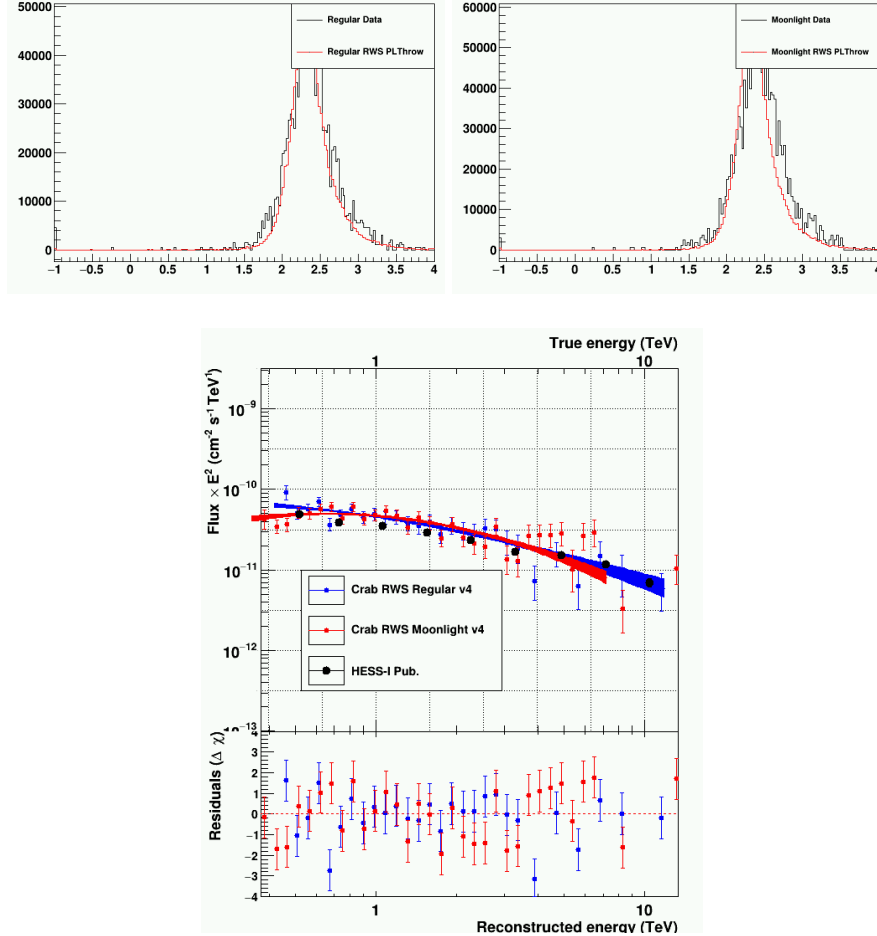 50000
40000
30000
20000
10000
0
−1 −0.5 0 0.5 1 1.5 2 2.5 3 3.5 4
Regular Data
Regular RWS PLThrow
60000
50000
40000
30000
20000
10000
0
−1 −0.5 0 0.5 1 1.5 2 2.5 3 3.5 4
Moonlight Data
Moonlight RWS PLThrow
True energy (TeV)
1 10
Flux × E² (cm⁻² s⁻¹ TeV¹)
10⁻⁹
10⁻¹⁰
10⁻¹¹
10⁻¹²
10⁻¹³
Crab RWS Regular v4
Crab RWS Moonlight v4
HESS-I Pub.
Residuals (Δ χ)
4
3
2
1
0
−1
−2
−3
−4
1 10
Reconstructed energy (TeV)